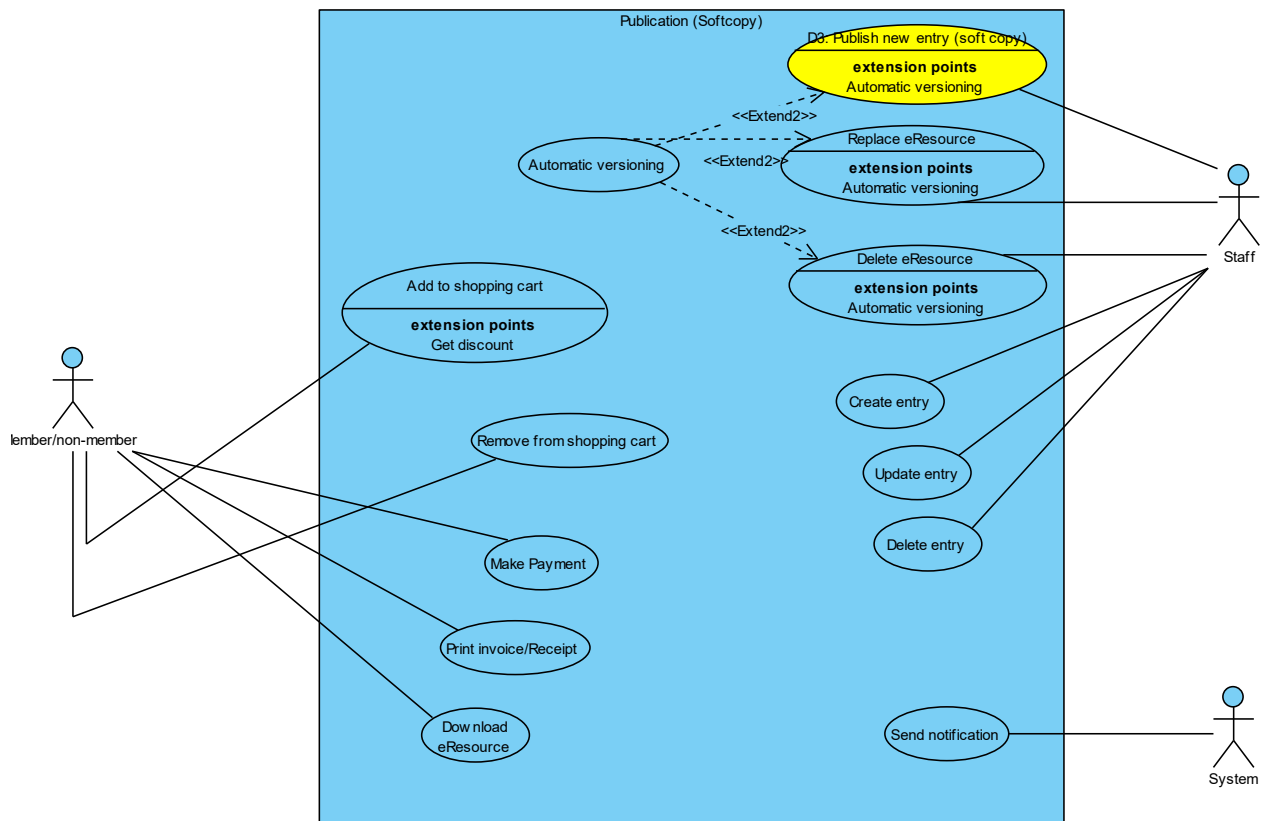 Publication (Softcopy)
D3: Publish new entry (soft copy)
extension points
Automatic versioning
<<Extend2>>
Replace eResource
extension points
Automatic versioning
<<Extend2>>
Automatic versioning
<<Extend2>>
Delete eResource
extension points
Automatic versioning
Staff
Add to shopping cart
extension points
Get discount
Create entry
lember/non-member
Remove from shopping cart
Update entry
Delete entry
Make Payment
Print invoice/Receipt
Download
eResource
Send notification
System